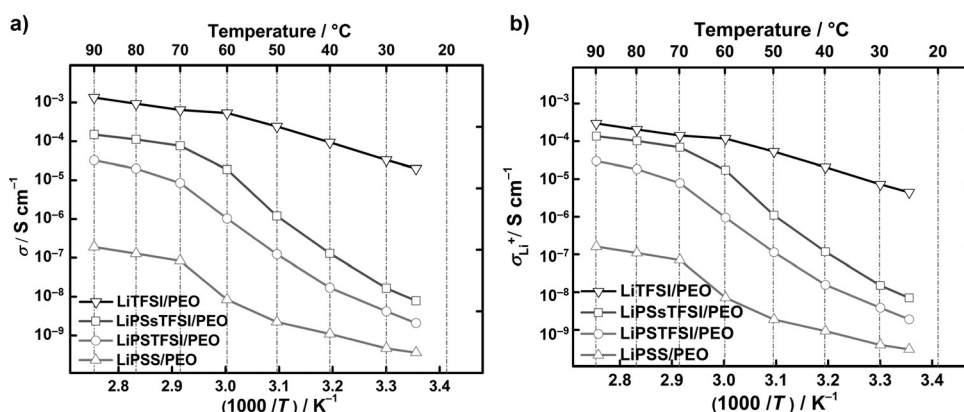 a)
Temperature / °C
90 80 70 60 50 40 30 20
10⁻³
10⁻⁴
10⁻⁵
10⁻⁶
10⁻⁷
10⁻⁸
10⁻⁹
σ / S cm⁻¹
LiTFSI/PEO
LiPSsTFSI/PEO
LiPSTFSI/PEO
LiPSS/PEO
2.8 2.9 3.0 3.1 3.2 3.3 3.4
(1000 /T) / K⁻¹
b)
Temperature / °C
90 80 70 60 50 40 30 20
10⁻³
10⁻⁴
10⁻⁵
10⁻⁶
10⁻⁷
10⁻⁸
10⁻⁹
σLi⁺ / S cm⁻¹
LiTFSI/PEO
LiPSsTFSI/PEO
LiPSTFSI/PEO
LiPSS/PEO
2.8 2.9 3.0 3.1 3.2 3.3 3.4
(1000 /T) / K⁻¹